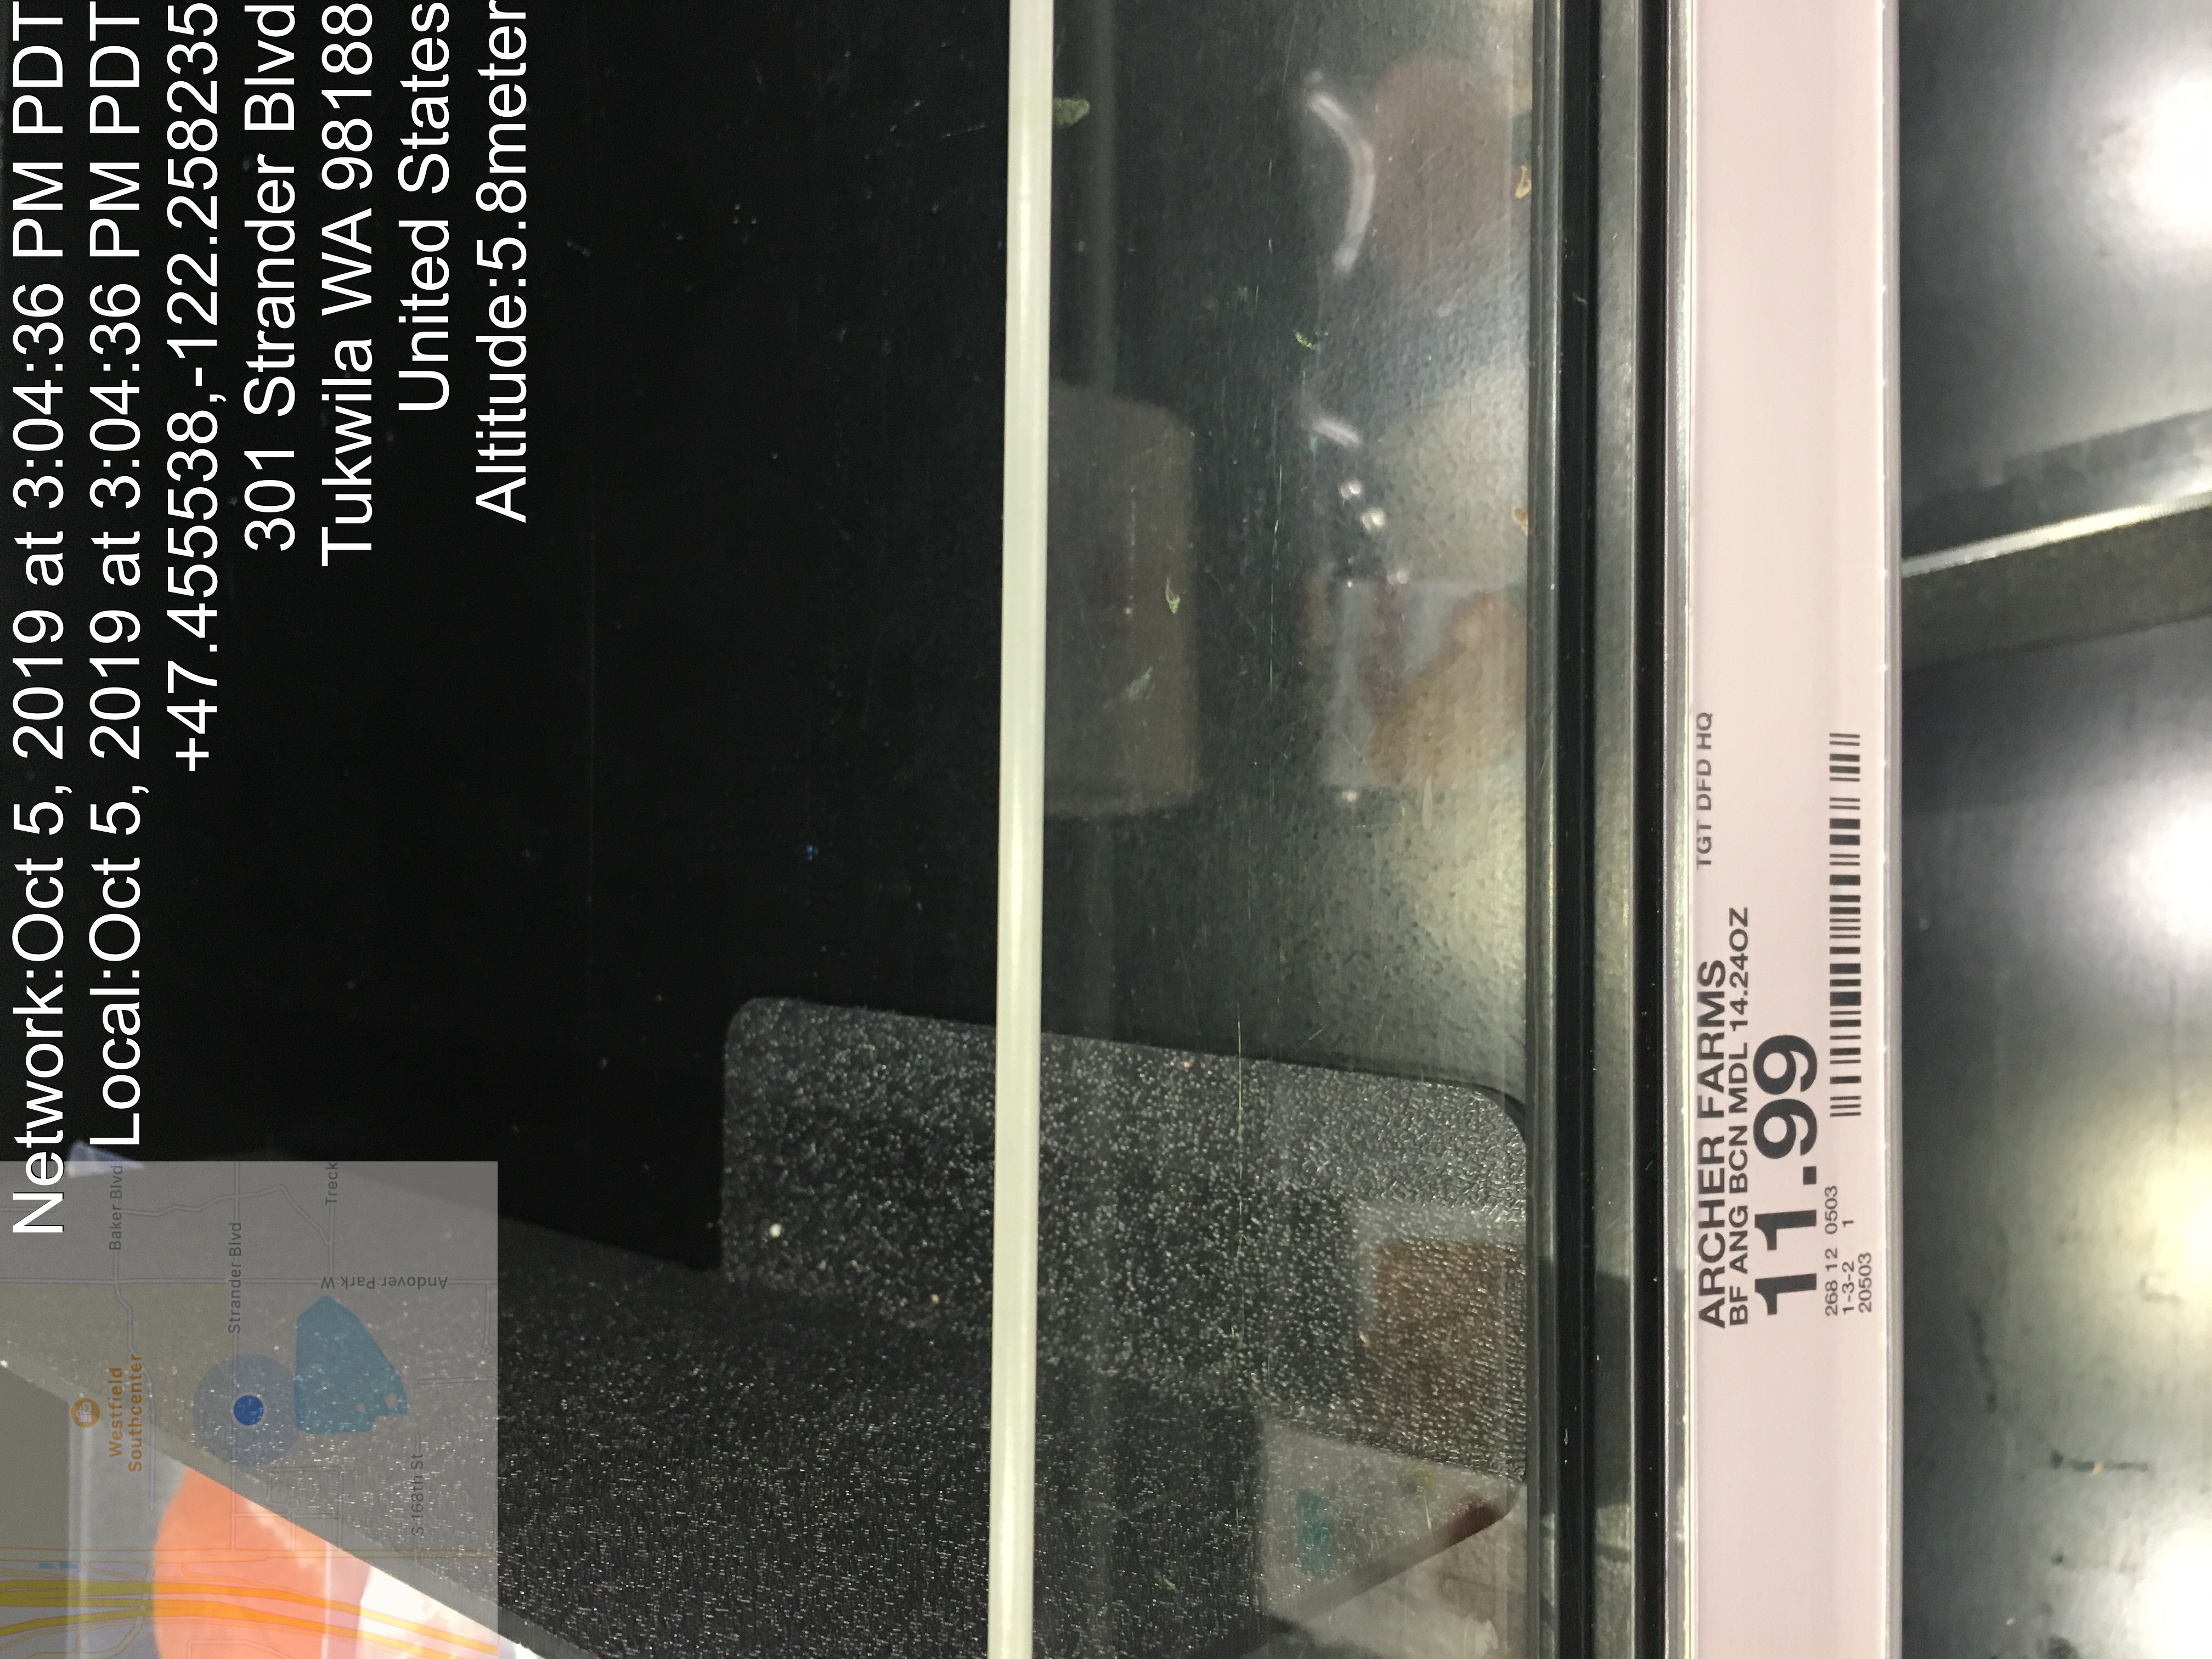 Network:Oct 5, 2019 at 3:04:36 PM PDT
Local:Oct 5, 2019 at 3:04:36 PM PDT
+47.455538,-122.258235
301 Strander Blvd
Tukwila WA 98188
United States
Altitude:5.8meter
Westfield
Southcenter
Baker Blvd
Strander Blvd
Treck
Andover Park W
S 168th St
ARCHER FARMS
TGT DFD HQ
BF ANG BCN MDL 14.24OZ
11.99
268 12 0503
1-3-2 1
20503